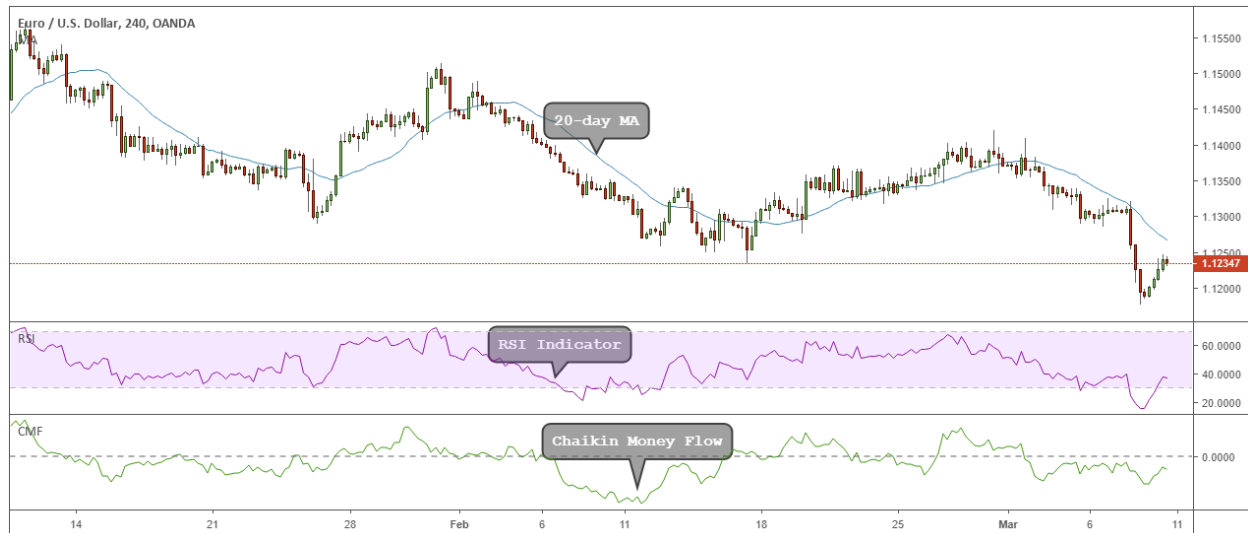 Euro / U.S. Dollar, 240, OANDA
MA
1.15500
1.15000
1.14500
20-day MA
1.14000
1.13500
1.13000
1.12500
1.12347
1.12000
RSI
RSI Indicator
60.0000
40.0000
20.0000
CMF
Chaikin Money Flow
0.0000
14 21 28 Feb 6 11 18 25 Mar 6 11